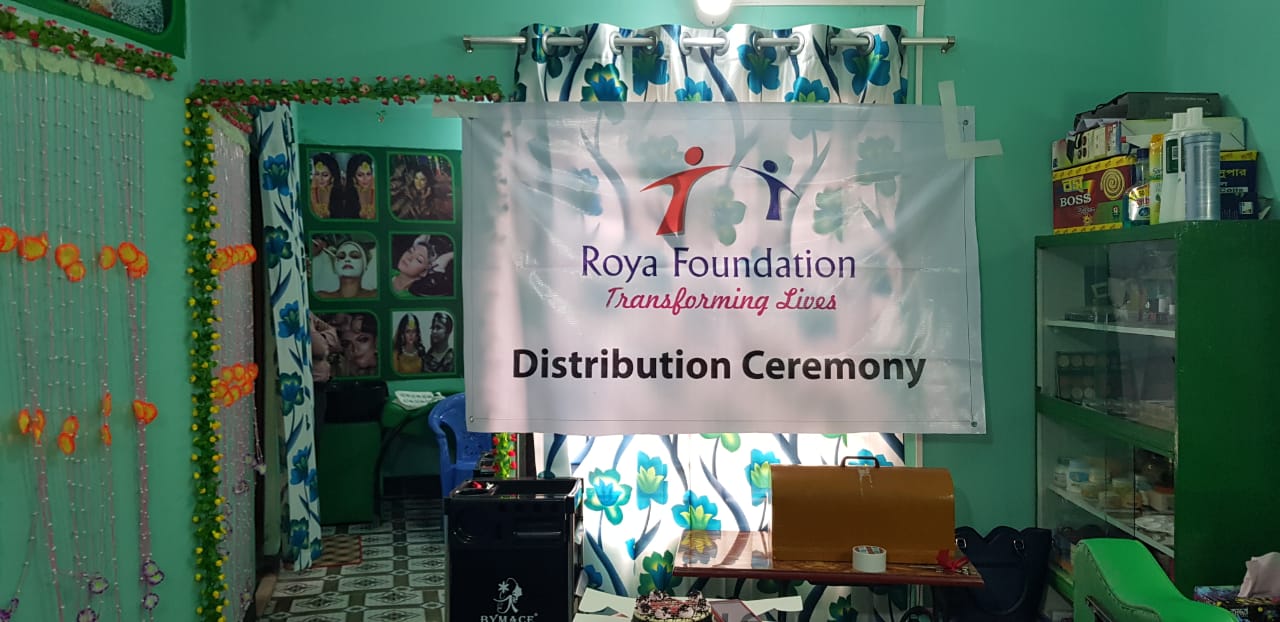 Roya Foundation
Transforming Lives
Distribution Ceremony
BOSS
BYMACE